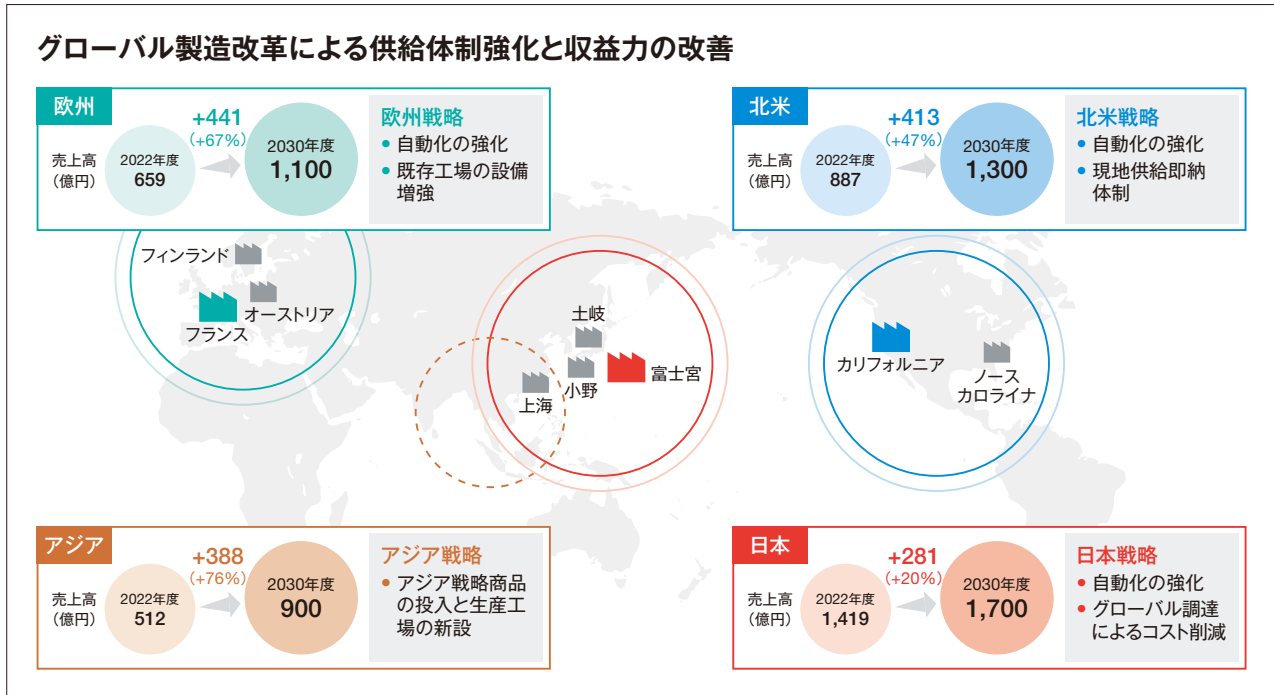 グローバル製造改革による供給体制強化と収益力の改善
欧州
売上高
（億円）
2022年度
659
+441
（+67%）
2030年度
1,100
欧州戦略
• 自動化の強化
• 既存工場の設備
増強
北米
売上高
（億円）
2022年度
887
+413
（+47%）
2030年度
1,300
北米戦略
• 自動化の強化
• 現地供給即納
体制
フィンランド
オーストリア
フランス
土岐
富士宮
小野
上海
カリフォルニア
ノース
カロライナ
アジア
売上高
（億円）
2022年度
512
+388
（+76%）
2030年度
900
アジア戦略
• アジア戦略商品
の投入と生産工
場の新設
日本
売上高
（億円）
2022年度
1,419
+281
（+20%）
2030年度
1,700
日本戦略
• 自動化の強化
• グローバル調達
によるコスト削減